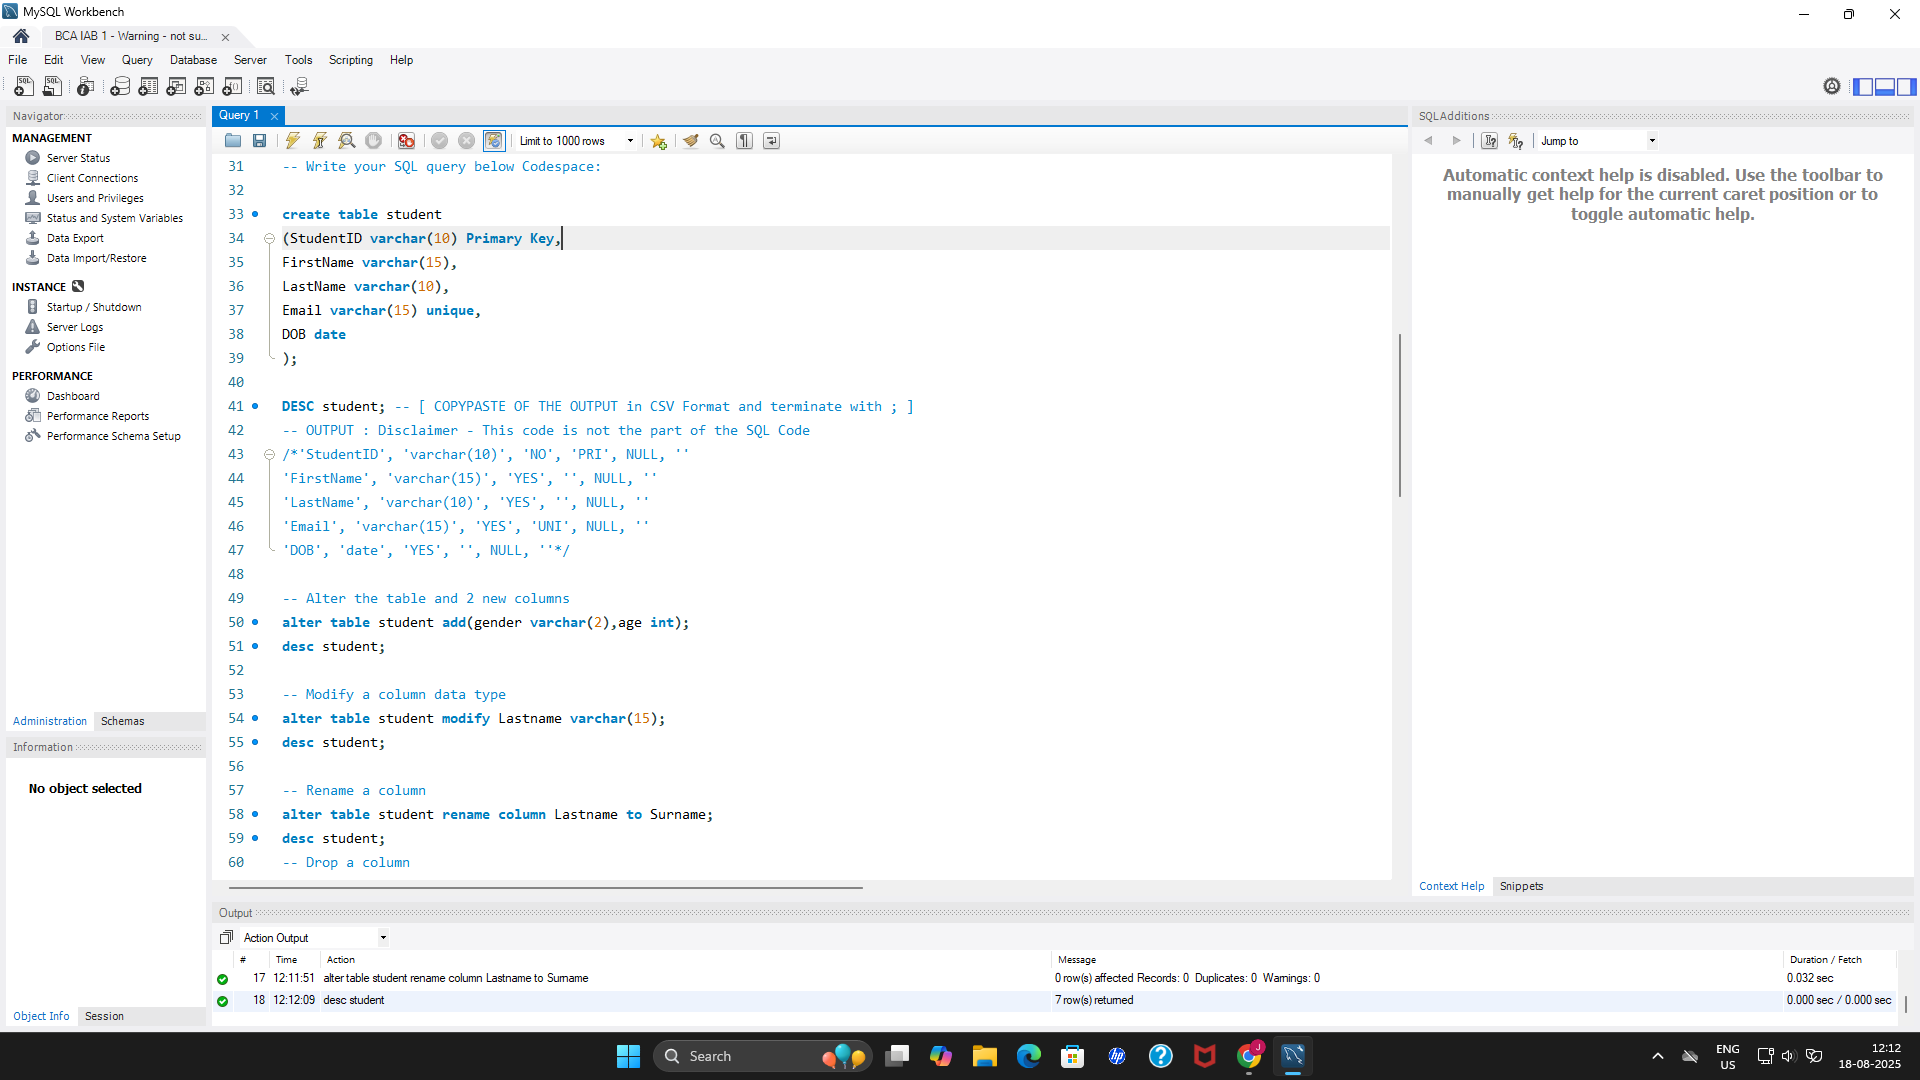 MySQL Workbench
BCA lAB 1 - Warning - not su...
File Edit View Query Database Server Tools Scripting Help
Navigator
MANAGEMENT
Server Status
Client Connections
Users and Privileges
Status and System Variables
Data Export
Data Import/Restore
INSTANCE
Startup / Shutdown
Server Logs
Options File
PERFORMANCE
Dashboard
Performance Reports
Performance Schema Setup
Administration Schemas
Information
No object selected
Object Info Session
Query 1
Limit to 1000 rows
31 -- Write your SQL query below Codespace:
32
33 create table student
34 (StudentID varchar(10) Primary Key,
35 FirstName varchar(15),
36 LastName varchar(10),
37 Email varchar(15) unique,
38 DOB date
39 );
40
41 DESC student; -- [ COPYPASTE OF THE OUTPUT in CSV Format and terminate with ; ]
42 -- OUTPUT : Disclaimer - This code is not the part of the SQL Code
43 /*'StudentID', 'varchar(10)', 'NO', 'PRI', NULL, ''
44 'FirstName', 'varchar(15)', 'YES', '', NULL, ''
45 'LastName', 'varchar(10)', 'YES', '', NULL, ''
46 'Email', 'varchar(15)', 'YES', 'UNI', NULL, ''
47 'DOB', 'date', 'YES', '', NULL, ''*/
48
49 -- Alter the table and 2 new columns
50 alter table student add(gender varchar(2),age int);
51 desc student;
52
53 -- Modify a column data type
54 alter table student modify Lastname varchar(15);
55 desc student;
56
57 -- Rename a column
58 alter table student rename column Lastname to Surname;
59 desc student;
60 -- Drop a column
SQLAdditions
Jump to
Automatic context help is disabled. Use the toolbar to
manually get help for the current caret position or to
toggle automatic help.
Context Help Snippets
Output
Action Output
# Time Action Message Duration / Fetch
17 12:11:51 alter table student rename column Lastname to Surname 0 row(s) affected Records: 0 Duplicates: 0 Warnings: 0 0.032 sec
18 12:12:09 desc student 7 row(s) returned 0.000 sec / 0.000 sec
Search
ENG
US
12:12
18-08-2025